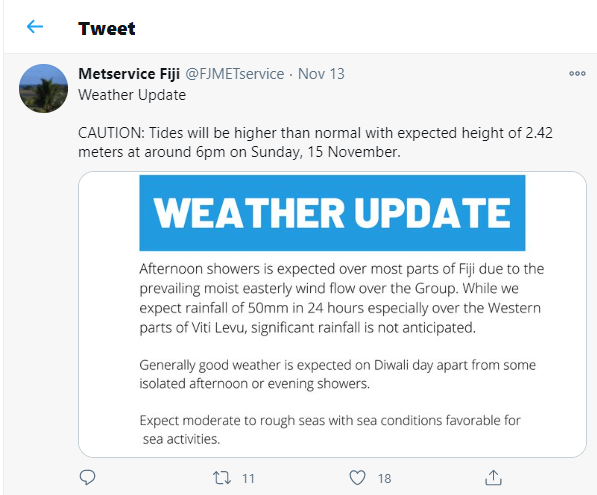 Tweet
Metservice Fiji @FJMETservice · Nov 13
Weather Update
CAUTION: Tides will be higher than normal with expected height of 2.42
meters at around 6pm on Sunday, 15 November.
WEATHER UPDATE
Afternoon showers is expected over most parts of Fiji due to the
prevailing moist easterly wind flow over the Group. While we
expect rainfall of 50mm in 24 hours especially over the Western
parts of Viti Levu, significant rainfall is not anticipated.
Generally good weather is expected on Diwali day apart from some
isolated afternoon or evening showers.
Expect moderate to rough seas with sea conditions favorable for
sea activities.
11 18